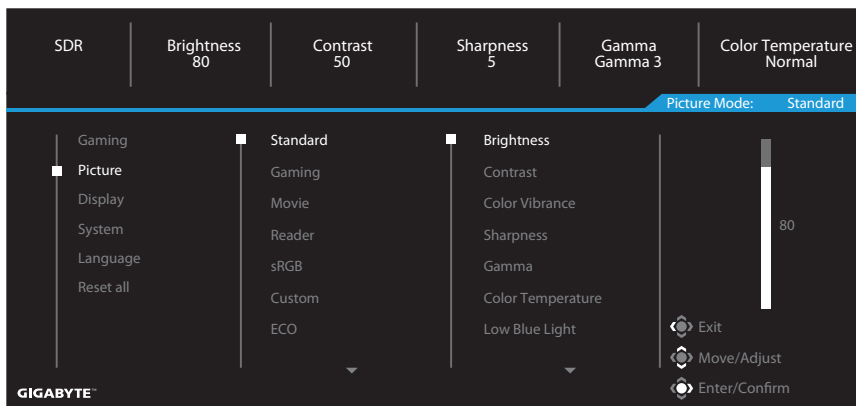 SDR
Brightness
80
Contrast
50
Sharpness
5
Gamma
Gamma 3
Color Temperature
Normal
Picture Mode: Standard
Gaming
Picture
Display
System
Language
Reset all
Standard
Gaming
Movie
Reader
sRGB
Custom
ECO
Brightness
Contrast
Color Vibrance
Sharpness
Gamma
Color Temperature
Low Blue Light
80
Exit
Move/Adjust
Enter/Confirm
GIGABYTE™